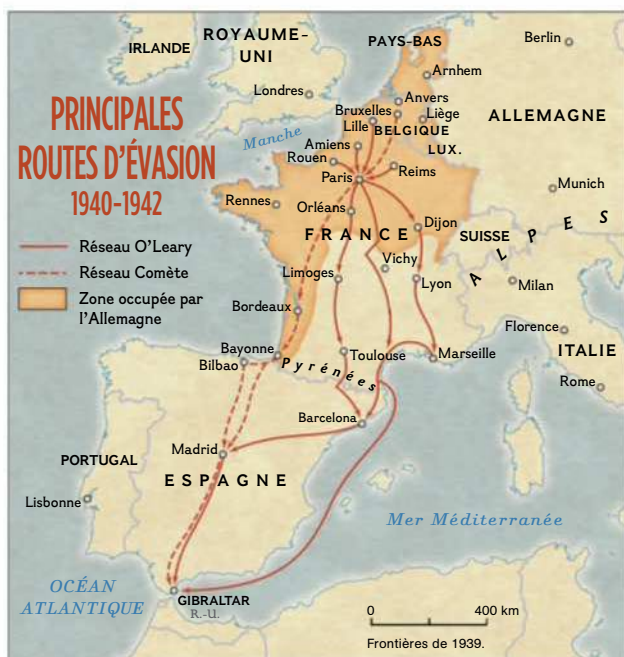 PRINCIPALES
ROUTES D'ÉVASION
1940-1942
Réseau O'Leary
Réseau Comète
Zone occupée par
l'Allemagne
IRLANDE
ROYAUME-
UNI
Londres
PAYS-BAS
Arnhem
Berlin
Anvers
Bruxelles
Liège
Lille
BELGIQUE
ALLEMAGNE
Manche
Amiens
LUX.
Rouen
Paris
Reims
Rennes
Orléans
Munich
Dijon
FRANCE
SUISSE
ALPES
Vichy
Limoges
Lyon
Milan
Bordeaux
Florence
Bayonne
Bilbao
Pyrénées
Toulouse
Marseille
ITALIE
Rome
Barcelona
Madrid
PORTUGAL
ESPAGNE
Lisbonne
Mer Méditerranée
OCÉAN
ATLANTIQUE
GIBRALTAR
R.-U.
0 400 km
Frontières de 1939.